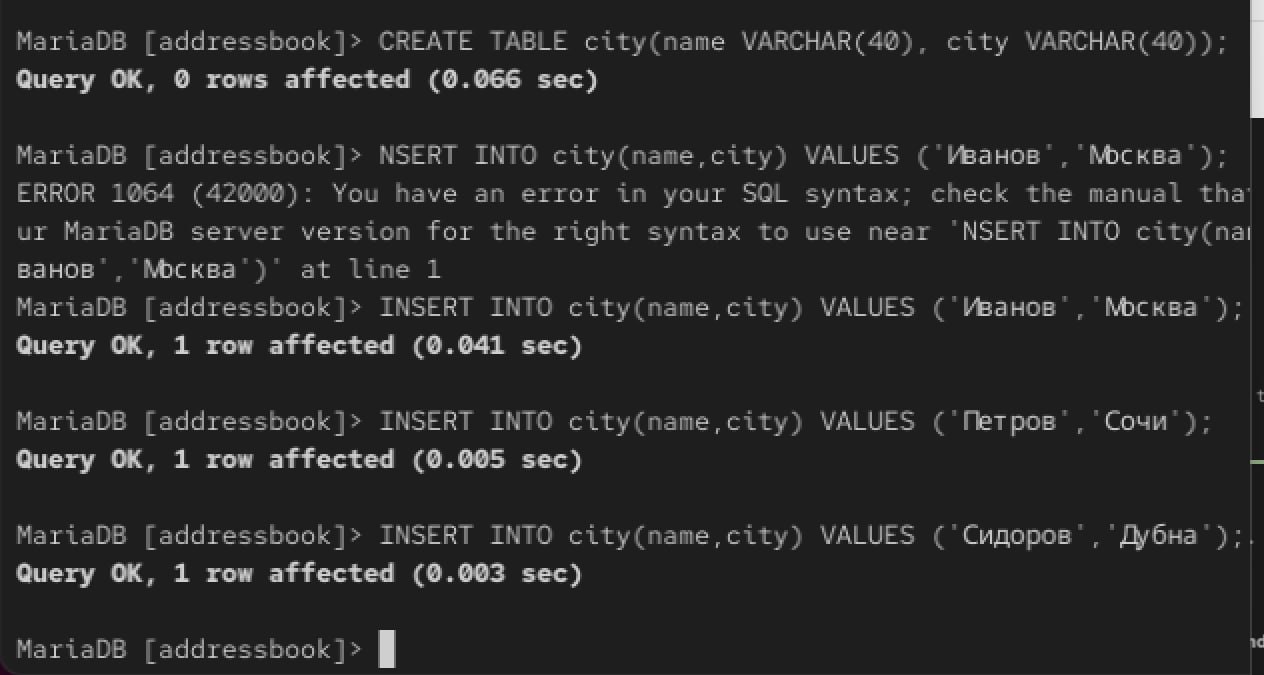 MariaDB [addressbook]> CREATE TABLE city(name VARCHAR(40), city VARCHAR(40));
Query OK, 0 rows affected (0.066 sec)
MariaDB [addressbook]> NSERT INTO city(name,city) VALUES ('Иванов','Москва');
ERROR 1064 (42000): You have an error in your SQL syntax; check the manual that
ur MariaDB server version for the right syntax to use near 'NSERT INTO city(nam
ванов','Москва')' at line 1
MariaDB [addressbook]> INSERT INTO city(name,city) VALUES ('Иванов','Москва');
Query OK, 1 row affected (0.041 sec)
MariaDB [addressbook]> INSERT INTO city(name,city) VALUES ('Петров','Сочи');
Query OK, 1 row affected (0.005 sec)
MariaDB [addressbook]> INSERT INTO city(name,city) VALUES ('Сидоров','Дубна');
Query OK, 1 row affected (0.003 sec)
MariaDB [addressbook]>